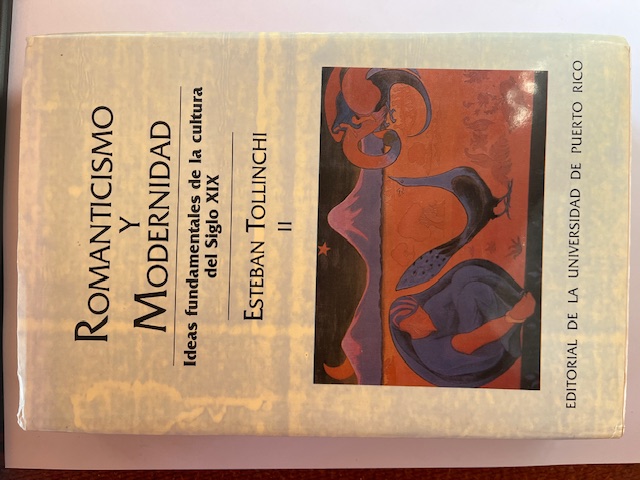 ROMANTICISMO
Y
MODERNIDAD
Ideas fundamentales de la cultura
del Siglo XIX
ESTEBAN TOLLINCHI
II
EDITORIAL DE LA UNIVERSIDAD DE PUERTO RICO